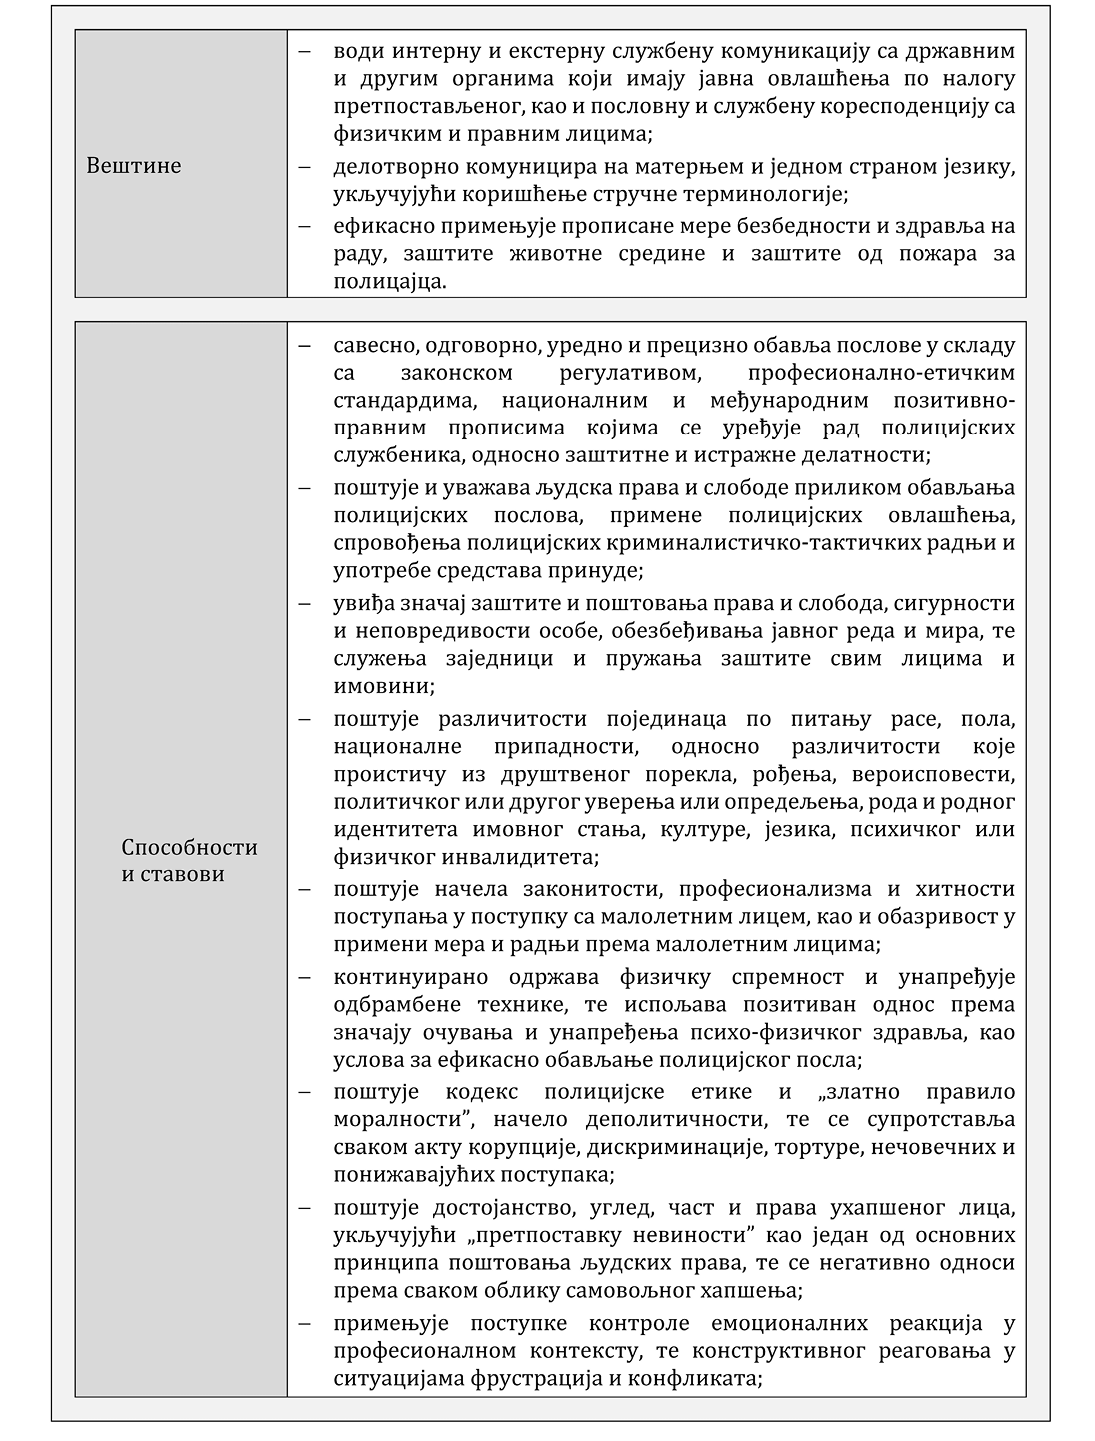 Вештине
– води интерну и екстерну службену комуникацију са државним
и другим органима који имају јавна овлашћења по налогу
претпостављеног, као и пословну и службену коресподенцију са
физичким и правним лицима;
– делотворно комуницира на матерњем и једном страном језику,
укључујући коришћење стручне терминологије;
– ефикасно примењује прописане мере безбедности и здравља на
раду, заштите животне средине и заштите од пожара за
полицајца.
Способности
и ставови
– савесно, одговорно, уредно и прецизно обавља послове у складу
са законском регулативом, професионално-етичким
стандардима, националним и међународним позитивно-
правним прописима којима се уређује рад полицијских
службеника, односно заштитне и истражне делатности;
– поштује и уважава људска права и слободе приликом обављања
полицијских послова, примене полицијских овлашћења,
спровођења полицијских криминалистичко-тактичких радњи и
употребе средстава принуде;
– увиђа значај заштите и поштовања права и слобода, сигурности
и неповредивости особе, обезбеђивања јавног реда и мира, те
служења заједници и пружања заштите свим лицима и
имовини;
– поштује различитости појединаца по питању расе, пола,
националне припадности, односно различитости које
проистичу из друштвеног порекла, рођења, вероисповести,
политичког или другог уверења или опредељења, рода и родног
идентитета имовног стања, културе, језика, психичког или
физичког инвалидитета;
– поштује начела законитости, професионализма и хитности
поступања у поступку са малолетним лицем, као и обазривост у
примени мера и радњи према малолетним лицима;
– континуирано одржава физичку спремност и унапређује
одбрамбене технике, те испољава позитиван однос према
значају очувања и унапређења психо-физичког здравља, као
услова за ефикасно обављање полицијског посла;
– поштује кодекс полицијске етике и „златно правило
моралности”, начело деполитичности, те се супротставља
сваком акту корупције, дискриминације, тортуре, нечовечних и
понижавајућих поступака;
– поштује достојанство, углед, част и права ухапшеног лица,
укључујући „претпоставку невиности” као један од основних
принципа поштовања људских права, те се негативно односи
према сваком облику самовољног хапшења;
– примењује поступке контроле емоционалних реакција у
професионалном контексту, те конструктивног реаговања у
ситуацијама фрустрација и конфликата;